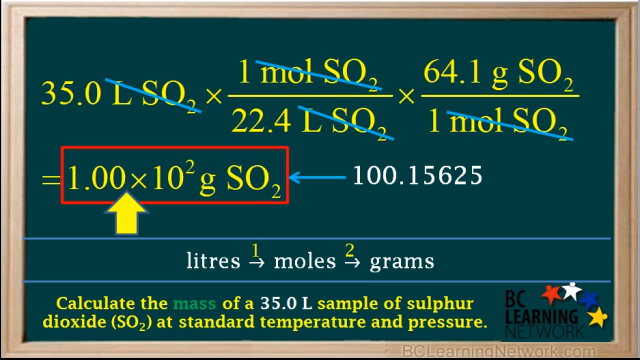 35.0 L SO₂ × 1 mol SO₂ / 22.4 L SO₂ × 64.1 g SO₂ / 1 mol SO₂
= 1.00 × 10² g SO₂ ← 100.15625
1 2
litres → moles → grams
Calculate the mass of a 35.0 L sample of sulphur
dioxide (SO₂) at standard temperature and pressure.
BC
LEARNING
NETWORK
BCLearningNetwork.com